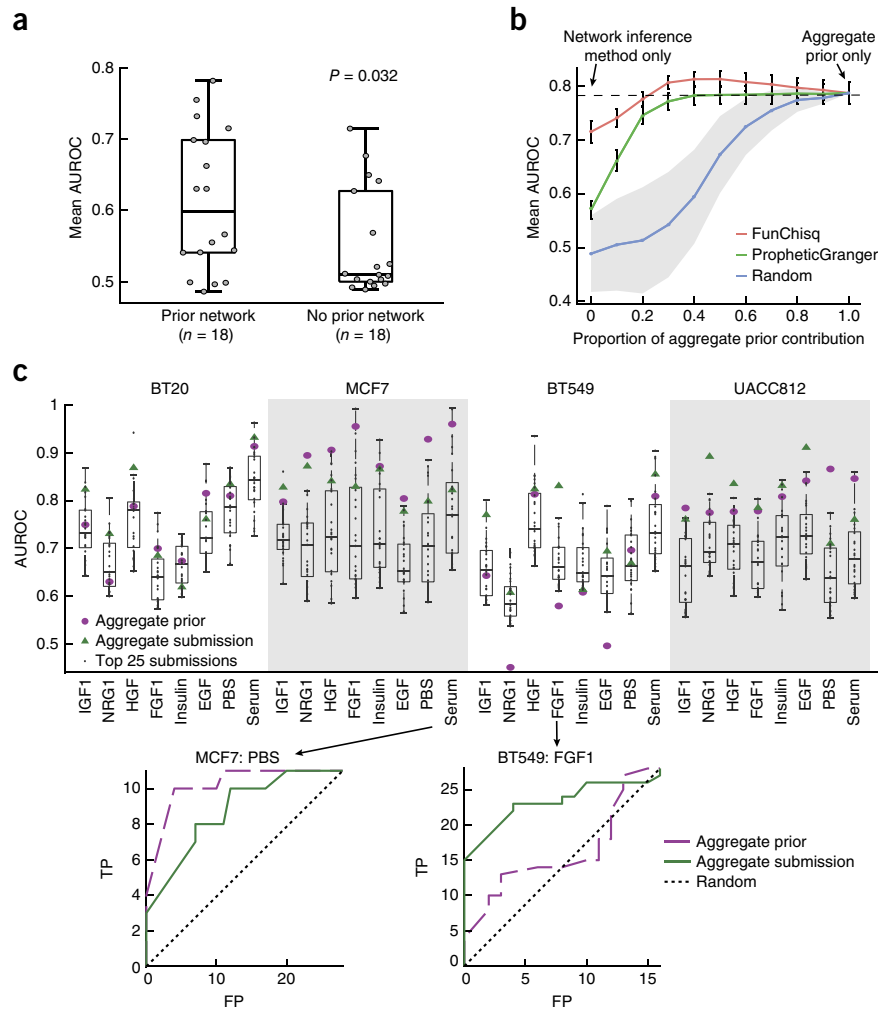 a
Mean AUROC
0.8
0.7
0.6
0.5
P = 0.032
Prior network
(n = 18)
No prior network
(n = 18)
b
Network inference
method only
Aggregate
prior only
Mean AUROC
0.8
0.7
0.6
0.5
0.4
FunChisq
PropheticGranger
Random
0 0.2 0.4 0.6 0.8 1.0
Proportion of aggregate prior contribution
c
BT20 MCF7 BT549 UACC812
AUROC
1
0.9
0.8
0.7
0.6
0.5
Aggregate prior
Aggregate submission
Top 25 submissions
IGF1 NRG1 HGF FGF1 Insulin EGF PBS Serum IGF1 NRG1 HGF FGF1 Insulin EGF PBS Serum IGF1 NRG1 HGF FGF1 Insulin EGF PBS Serum IGF1 NRG1 HGF FGF1 Insulin EGF PBS Serum
MCF7: PBS
TP
10
8
6
4
2
0
0 10 20
FP
BT549: FGF1
TP
25
20
15
10
5
0
0 5 10 15
FP
Aggregate prior
Aggregate submission
Random